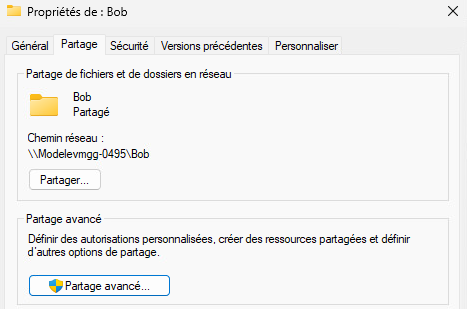 Propriétés de : Bob
Général Partage Sécurité Versions précédentes Personnaliser
Partage de fichiers et de dossiers en réseau
Bob
Partagé
Chemin réseau :
\\Modelevmgg-0495\Bob
Partager...
Partage avancé
Définir des autorisations personnalisées, créer des ressources partagées et définir
d'autres options de partage.
Partage avancé...